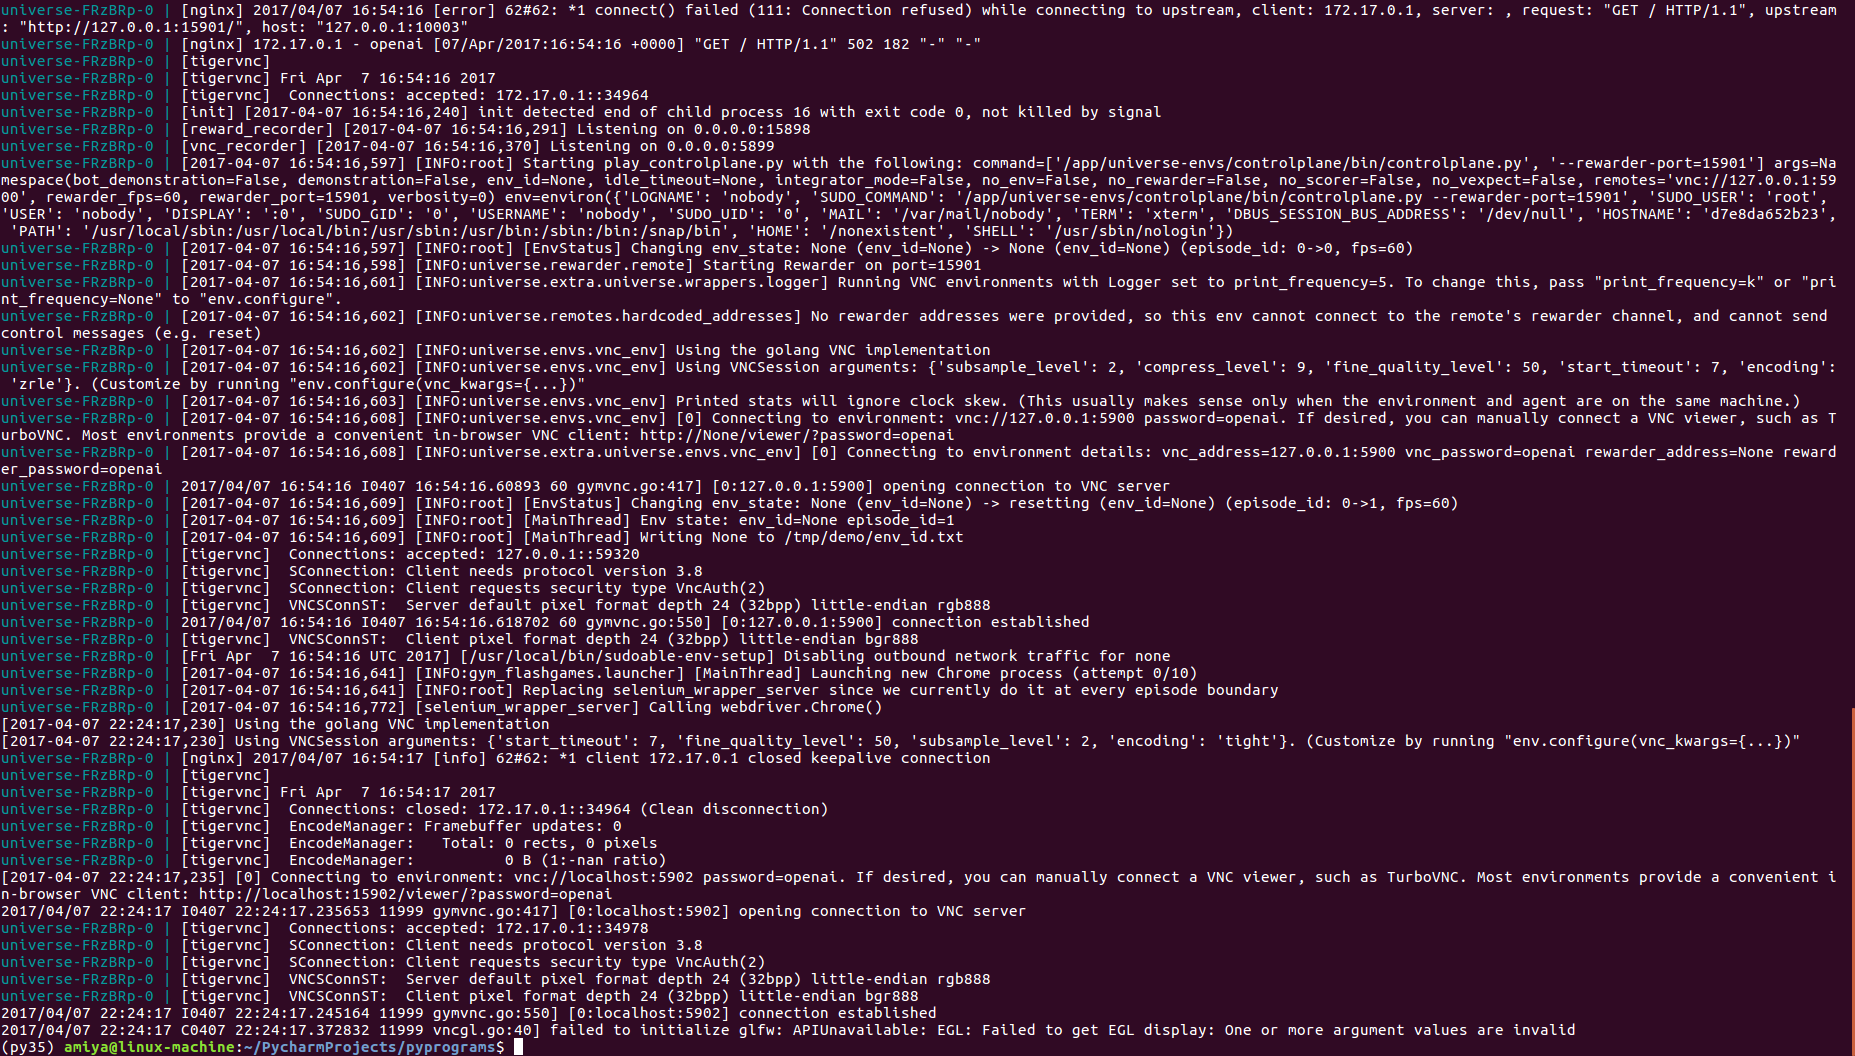 universe-FRzBRp-0 | [nginx] 2017/04/07 16:54:16 [error] 62#62: *1 connect() failed (111: Connection refused) while connecting to upstream, client: 172.17.0.1, server: , request: "GET / HTTP/1.1", upstream
: "http://127.0.0.1:15901/", host: "127.0.0.1:10003"
universe-FRzBRp-0 | [nginx] 172.17.0.1 - openai [07/Apr/2017:16:54:16 +0000] "GET / HTTP/1.1" 502 182 "-" "-"
universe-FRzBRp-0 | [tigervnc]
universe-FRzBRp-0 | [tigervnc] Fri Apr  7 16:54:16 2017
universe-FRzBRp-0 | [tigervnc]  Connections: accepted: 172.17.0.1::34964
universe-FRzBRp-0 | [init] [2017-04-07 16:54:16,240] init detected end of child process 16 with exit code 0, not killed by signal
universe-FRzBRp-0 | [reward_recorder] [2017-04-07 16:54:16,291] Listening on 0.0.0.0:15898
universe-FRzBRp-0 | [vnc_recorder] [2017-04-07 16:54:16,370] Listening on 0.0.0.0:5899
universe-FRzBRp-0 | [2017-04-07 16:54:16,597] [INFO:root] Starting play_controlplane.py with the following: command=['/app/universe-envs/controlplane/bin/controlplane.py', '--rewarder-port=15901'] args=Na
mespace(bot_demonstration=False, demonstration=False, env_id=None, idle_timeout=None, integrator_mode=False, no_env=False, no_rewarder=False, no_scorer=False, no_vexpect=False, remotes='vnc://127.0.0.1:59
00', rewarder_fps=60, rewarder_port=15901, verbosity=0) env=environ({'LOGNAME': 'nobody', 'SUDO_COMMAND': '/app/universe-envs/controlplane/bin/controlplane.py --rewarder-port=15901', 'SUDO_USER': 'root',
'USER': 'nobody', 'DISPLAY': ':0', 'SUDO_GID': '0', 'USERNAME': 'nobody', 'SUDO_UID': '0', 'MAIL': '/var/mail/nobody', 'TERM': 'xterm', 'DBUS_SESSION_BUS_ADDRESS': '/dev/null', 'HOSTNAME': 'd7e8da652b23',
 'PATH': '/usr/local/sbin:/usr/local/bin:/usr/sbin:/usr/bin:/sbin:/bin:/snap/bin', 'HOME': '/nonexistent', 'SHELL': '/usr/sbin/nologin'})
universe-FRzBRp-0 | [2017-04-07 16:54:16,597] [INFO:root] [EnvStatus] Changing env_state: None (env_id=None) -> None (env_id=None) (episode_id: 0->0, fps=60)
universe-FRzBRp-0 | [2017-04-07 16:54:16,598] [INFO:universe.rewarder.remote] Starting Rewarder on port=15901
universe-FRzBRp-0 | [2017-04-07 16:54:16,601] [INFO:universe.extra.universe.wrappers.logger] Running VNC environments with Logger set to print_frequency=5. To change this, pass "print_frequency=k" or "pri
nt_frequency=None" to "env.configure".
universe-FRzBRp-0 | [2017-04-07 16:54:16,602] [INFO:universe.remotes.hardcoded_addresses] No rewarder addresses were provided, so this env cannot connect to the remote's rewarder channel, and cannot send
control messages (e.g. reset)
universe-FRzBRp-0 | [2017-04-07 16:54:16,602] [INFO:universe.envs.vnc_env] Using the golang VNC implementation
universe-FRzBRp-0 | [2017-04-07 16:54:16,602] [INFO:universe.envs.vnc_env] Using VNCSession arguments: {'subsample_level': 2, 'compress_level': 9, 'fine_quality_level': 50, 'start_timeout': 7, 'encoding':
 'zrle'}. (Customize by running "env.configure(vnc_kwargs={...})"
universe-FRzBRp-0 | [2017-04-07 16:54:16,603] [INFO:universe.envs.vnc_env] Printed stats will ignore clock skew. (This usually makes sense only when the environment and agent are on the same machine.)
universe-FRzBRp-0 | [2017-04-07 16:54:16,608] [INFO:universe.envs.vnc_env] [0] Connecting to environment: vnc://127.0.0.1:5900 password=openai. If desired, you can manually connect a VNC viewer, such as T
urboVNC. Most environments provide a convenient in-browser VNC client: http://None/viewer/?password=openai
universe-FRzBRp-0 | [2017-04-07 16:54:16,608] [INFO:universe.extra.universe.envs.vnc_env] [0] Connecting to environment details: vnc_address=127.0.0.1:5900 vnc_password=openai rewarder_address=None reward
er_password=openai
universe-FRzBRp-0 | 2017/04/07 16:54:16 I0407 16:54:16.60893 60 gymvnc.go:417] [0:127.0.0.1:5900] opening connection to VNC server
universe-FRzBRp-0 | [2017-04-07 16:54:16,609] [INFO:root] [EnvStatus] Changing env_state: None (env_id=None) -> resetting (env_id=None) (episode_id: 0->1, fps=60)
universe-FRzBRp-0 | [2017-04-07 16:54:16,609] [INFO:root] [MainThread] Env state: env_id=None episode_id=1
universe-FRzBRp-0 | [2017-04-07 16:54:16,609] [INFO:root] [MainThread] Writing None to /tmp/demo/env_id.txt
universe-FRzBRp-0 | [tigervnc]  Connections: accepted: 127.0.0.1::59320
universe-FRzBRp-0 | [tigervnc]  SConnection: Client needs protocol version 3.8
universe-FRzBRp-0 | [tigervnc]  SConnection: Client requests security type VncAuth(2)
universe-FRzBRp-0 | [tigervnc]  VNCSConnST:  Server default pixel format depth 24 (32bpp) little-endian rgb888
universe-FRzBRp-0 | 2017/04/07 16:54:16 I0407 16:54:16.618702 60 gymvnc.go:550] [0:127.0.0.1:5900] connection established
universe-FRzBRp-0 | [tigervnc]  VNCSConnST:  Client pixel format depth 24 (32bpp) little-endian bgr888
universe-FRzBRp-0 | [Fri Apr  7 16:54:16 UTC 2017] [/usr/local/bin/sudoable-env-setup] Disabling outbound network traffic for none
universe-FRzBRp-0 | [2017-04-07 16:54:16,641] [INFO:gym_flashgames.launcher] [MainThread] Launching new Chrome process (attempt 0/10)
universe-FRzBRp-0 | [2017-04-07 16:54:16,641] [INFO:root] Replacing selenium_wrapper_server since we currently do it at every episode boundary
universe-FRzBRp-0 | [2017-04-07 16:54:16,772] [selenium_wrapper_server] Calling webdriver.Chrome()
[2017-04-07 22:24:17,230] Using the golang VNC implementation
[2017-04-07 22:24:17,230] Using VNCSession arguments: {'start_timeout': 7, 'fine_quality_level': 50, 'subsample_level': 2, 'encoding': 'tight'}. (Customize by running "env.configure(vnc_kwargs={...})"
universe-FRzBRp-0 | [nginx] 2017/04/07 16:54:17 [info] 62#62: *1 client 172.17.0.1 closed keepalive connection
universe-FRzBRp-0 | [tigervnc]
universe-FRzBRp-0 | [tigervnc] Fri Apr  7 16:54:17 2017
universe-FRzBRp-0 | [tigervnc]  Connections: closed: 172.17.0.1::34964 (Clean disconnection)
universe-FRzBRp-0 | [tigervnc]  EncodeManager: Framebuffer updates: 0
universe-FRzBRp-0 | [tigervnc]  EncodeManager:   Total: 0 rects, 0 pixels
universe-FRzBRp-0 | [tigervnc]  EncodeManager:          0 B (1:-nan ratio)
[2017-04-07 22:24:17,235] [0] Connecting to environment: vnc://localhost:5902 password=openai. If desired, you can manually connect a VNC viewer, such as TurboVNC. Most environments provide a convenient i
n-browser VNC client: http://localhost:15902/viewer/?password=openai
2017/04/07 22:24:17 I0407 22:24:17.235653 11999 gymvnc.go:417] [0:localhost:5902] opening connection to VNC server
universe-FRzBRp-0 | [tigervnc]  Connections: accepted: 172.17.0.1::34978
universe-FRzBRp-0 | [tigervnc]  SConnection: Client needs protocol version 3.8
universe-FRzBRp-0 | [tigervnc]  SConnection: Client requests security type VncAuth(2)
universe-FRzBRp-0 | [tigervnc]  VNCSConnST:  Server default pixel format depth 24 (32bpp) little-endian rgb888
universe-FRzBRp-0 | [tigervnc]  VNCSConnST:  Client pixel format depth 24 (32bpp) little-endian bgr888
2017/04/07 22:24:17 I0407 22:24:17.245164 11999 gymvnc.go:550] [0:localhost:5902] connection established
2017/04/07 22:24:17 C0407 22:24:17.372832 11999 vncgl.go:40] failed to initialize glfw: APIUnavailable: EGL: Failed to get EGL display: One or more argument values are invalid
(py35) amiya@linux-machine:~/PycharmProjects/pyprograms$